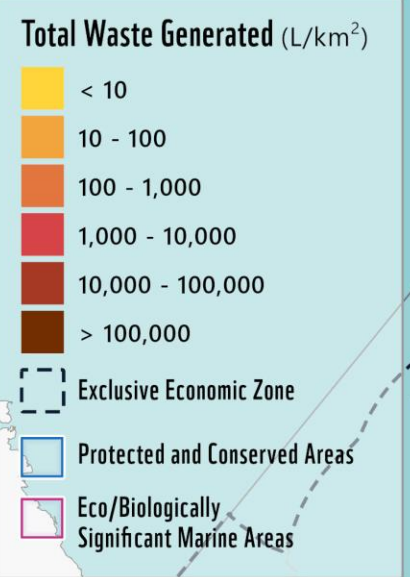 Total Waste Generated (L/km²)
< 10
10 - 100
100 - 1,000
1,000 - 10,000
10,000 - 100,000
> 100,000
Exclusive Economic Zone
Protected and Conserved Areas
Eco/Biologically
Significant Marine Areas